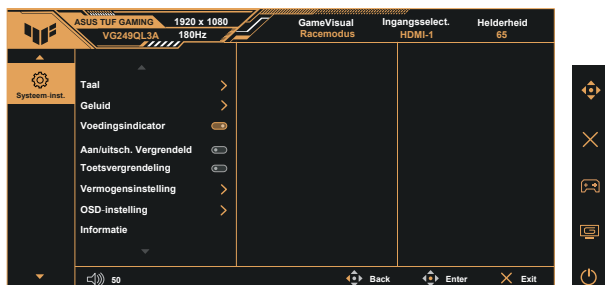 ASUS TUF GAMING 1920 x 1080
VG249QL3A 180Hz
GameVisual
Racemodus
Ingangsselect.
HDMI-1
Helderheid
65
Systeem-inst.
Taal
Geluid
Voedingsindicator
Aan/uitsch. Vergrendeld
Toetsvergrendeling
Vermogensinstelling
OSD-instelling
Informatie
50
Back
Enter
Exit